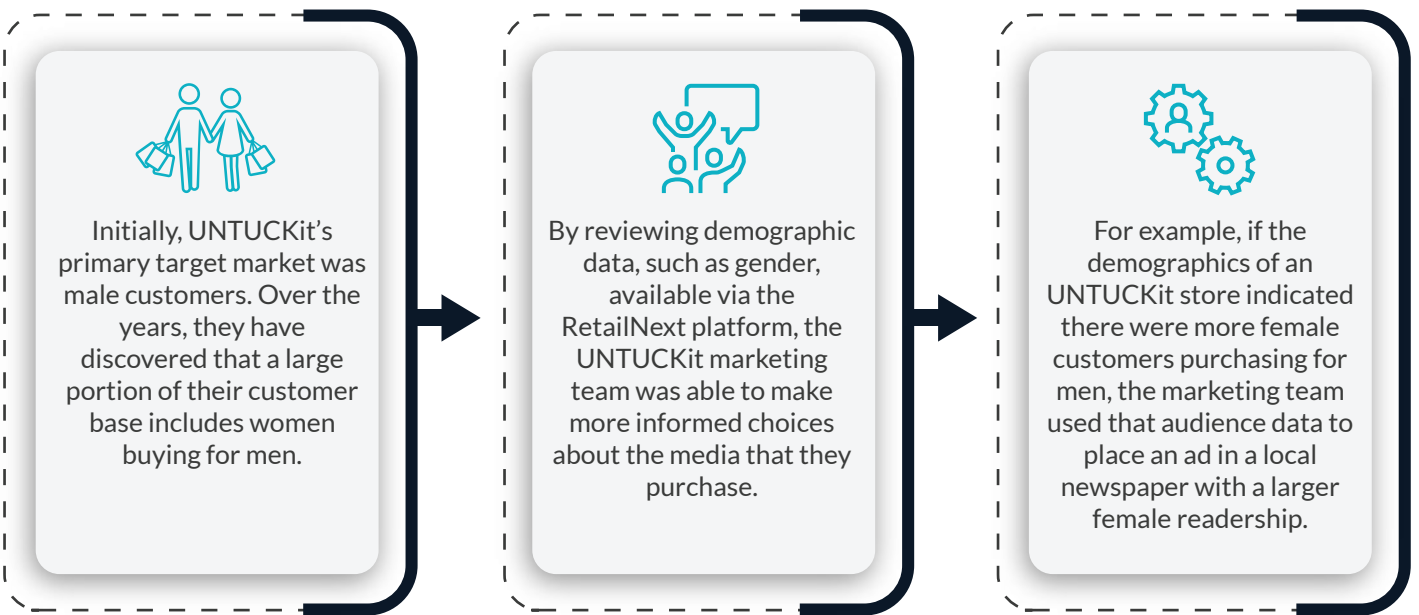 Initially, UNTUCKit’s
primary target market was
male customers. Over the
years, they have
discovered that a large
portion of their customer
base includes women
buying for men.
By reviewing demographic
data, such as gender,
available via the
RetailNext platform, the
UNTUCKit marketing
team was able to make
more informed choices
about the media that they
purchase.
For example, if the
demographics of an
UNTUCKit store indicated
there were more female
customers purchasing for
men, the marketing team
used that audience data to
place an ad in a local
newspaper with a larger
female readership.